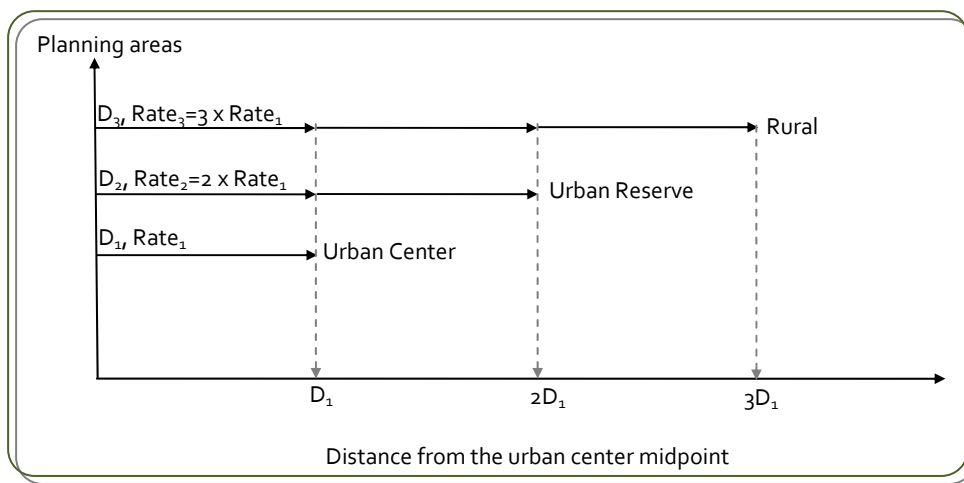 Planning areas
D₃, Rate₃=3 x Rate₁
Rural
D₂, Rate₂=2 x Rate₁
Urban Reserve
D₁, Rate₁
Urban Center
D₁
2D₁
3D₁
Distance from the urban center midpoint